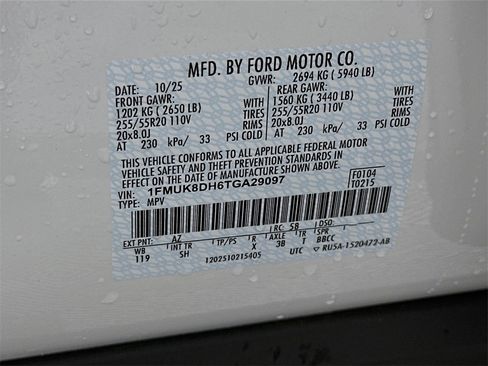 MFD. BY FORD MOTOR CO.
DATE: 10/25 GVWR: 2694 KG ( 5940 LB)
FRONT GAWR: REAR GAWR:
1202 KG ( 2650 LB) WITH 1560 KG ( 3440 LB) WITH
255/55R20 110V TIRES 255/55R20 110V TIRES
20x8.0J RIMS 20x8.0J RIMS
AT 230 kPa/ 33 PSI COLD AT 230 kPa/ 33 PSI COLD
THIS VEHICLE CONFORMS TO ALL APPLICABLE FEDERAL MOTOR
VEHICLE SAFETY AND THEFT PREVENTION STANDARDS IN
EFFECT ON THE DATE OF MANUFACTURE SHOWN ABOVE.
VIN: 1FMUK8DH6TGA29097 F0104
TYPE: MPV T0215
EXT PNT: AZ RC: 58 DSO:
WB INT TR TP/PS R AXLE TR SPR
119 SH X 3B T BBCC
1202510215405 UTC RU5A-1520472-AB